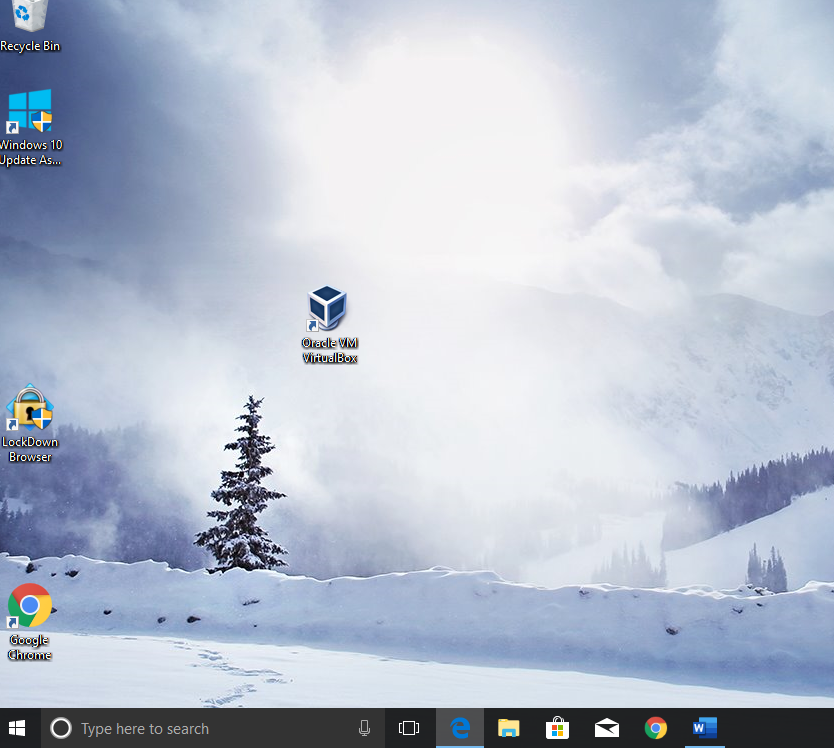 Recycle Bin
Windows 10
Update As...
Oracle VM
VirtualBox
LockDown
Browser
Google
Chrome
Type here to search
W